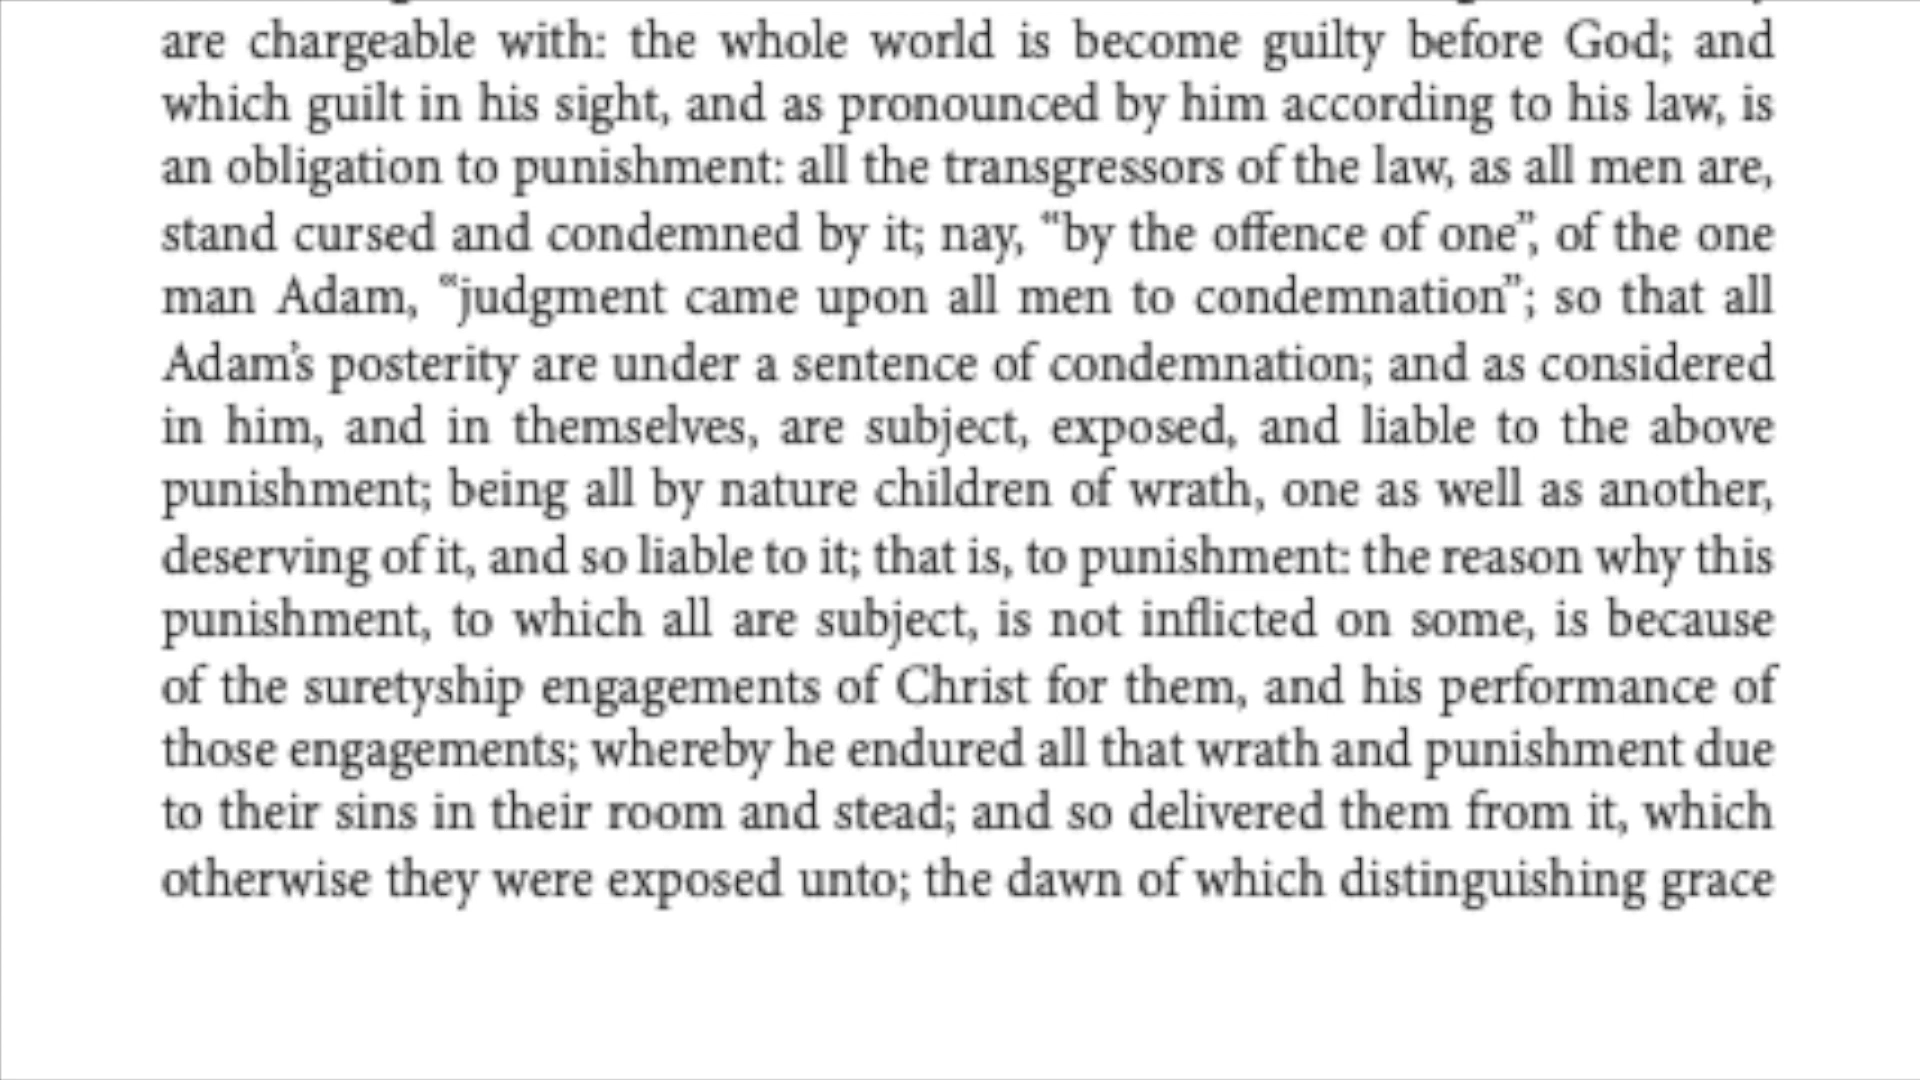 are chargeable with: the whole world is become guilty before God; and
which guilt in his sight, and as pronounced by him according to his law, is
an obligation to punishment: all the transgressors of the law, as all men are,
stand cursed and condemned by it; nay, “by the offence of one”, of the one
man Adam, “judgment came upon all men to condemnation”; so that all
Adam’s posterity are under a sentence of condemnation; and as considered
in him, and in themselves, are subject, exposed, and liable to the above
punishment; being all by nature children of wrath, one as well as another,
deserving of it, and so liable to it; that is, to punishment: the reason why this
punishment, to which all are subject, is not inflicted on some, is because
of the suretyship engagements of Christ for them, and his performance of
those engagements; whereby he endured all that wrath and punishment due
to their sins in their room and stead; and so delivered them from it, which
otherwise they were exposed unto; the dawn of which distinguishing grace